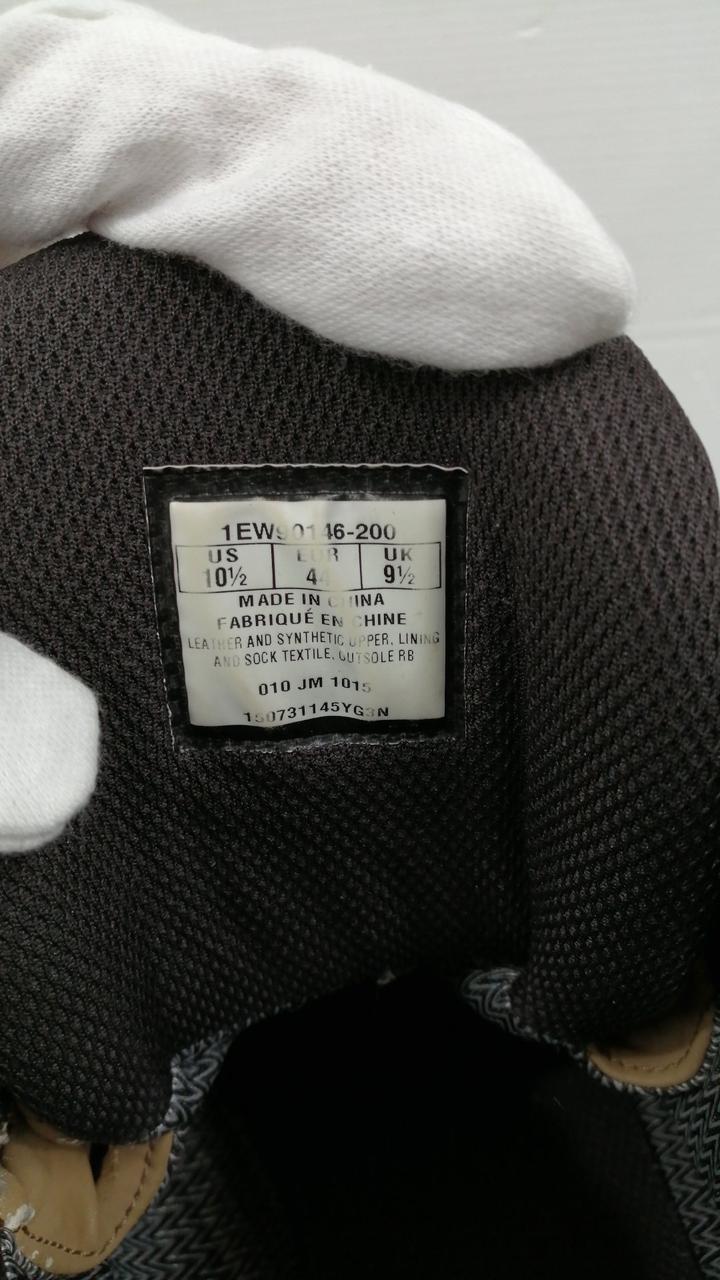 1EW90146-200
US EUR UK
10½ 44 9½
MADE IN CHINA
FABRIQUÉ EN CHINE
LEATHER AND SYNTHETIC UPPER, LINING
AND SOCK TEXTILE, OUTSOLE RB
010 JM 1015
150731145YG3N